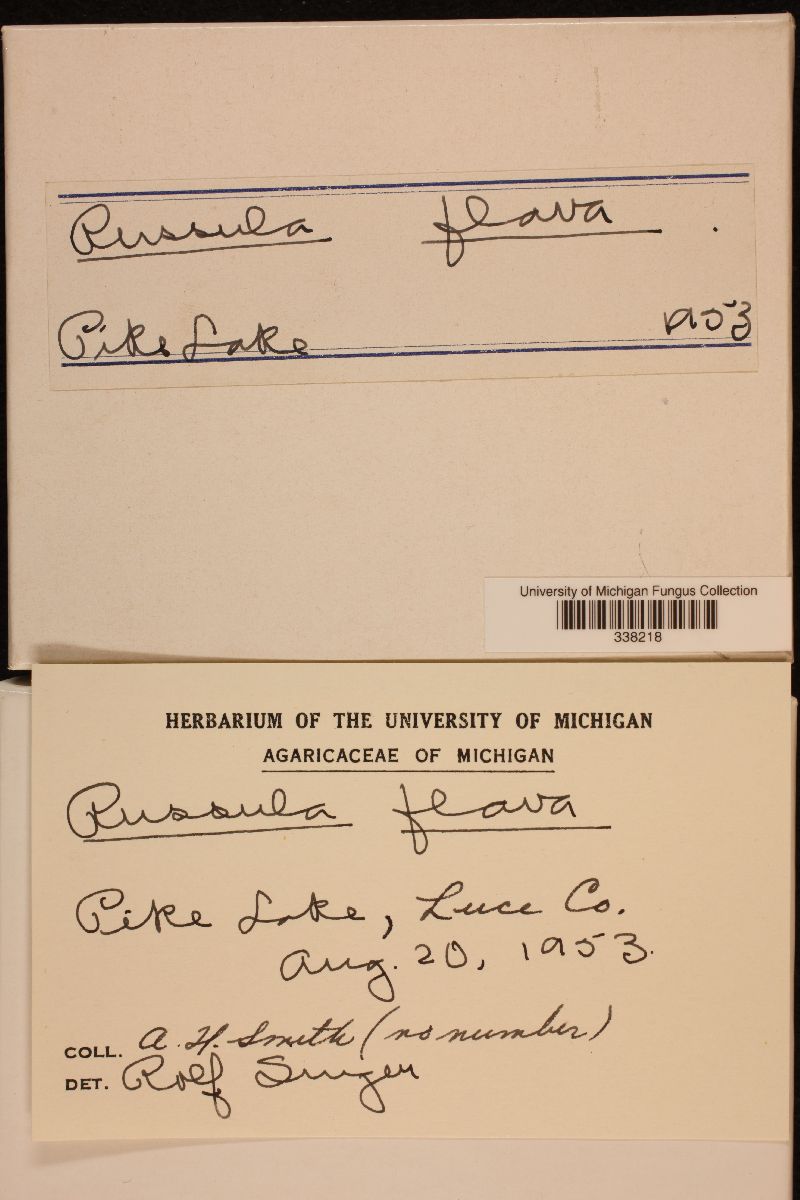 Russula flava .
Pike Lake 1953
University of Michigan Fungus Collection
338218
HERBARIUM OF THE UNIVERSITY OF MICHIGAN
AGARICACEAE OF MICHIGAN
Russula flava
Pike Lake, Luce Co.
Aug. 20, 1953.
COLL. A. H. Smith (no number)
DET. Rolf Singer